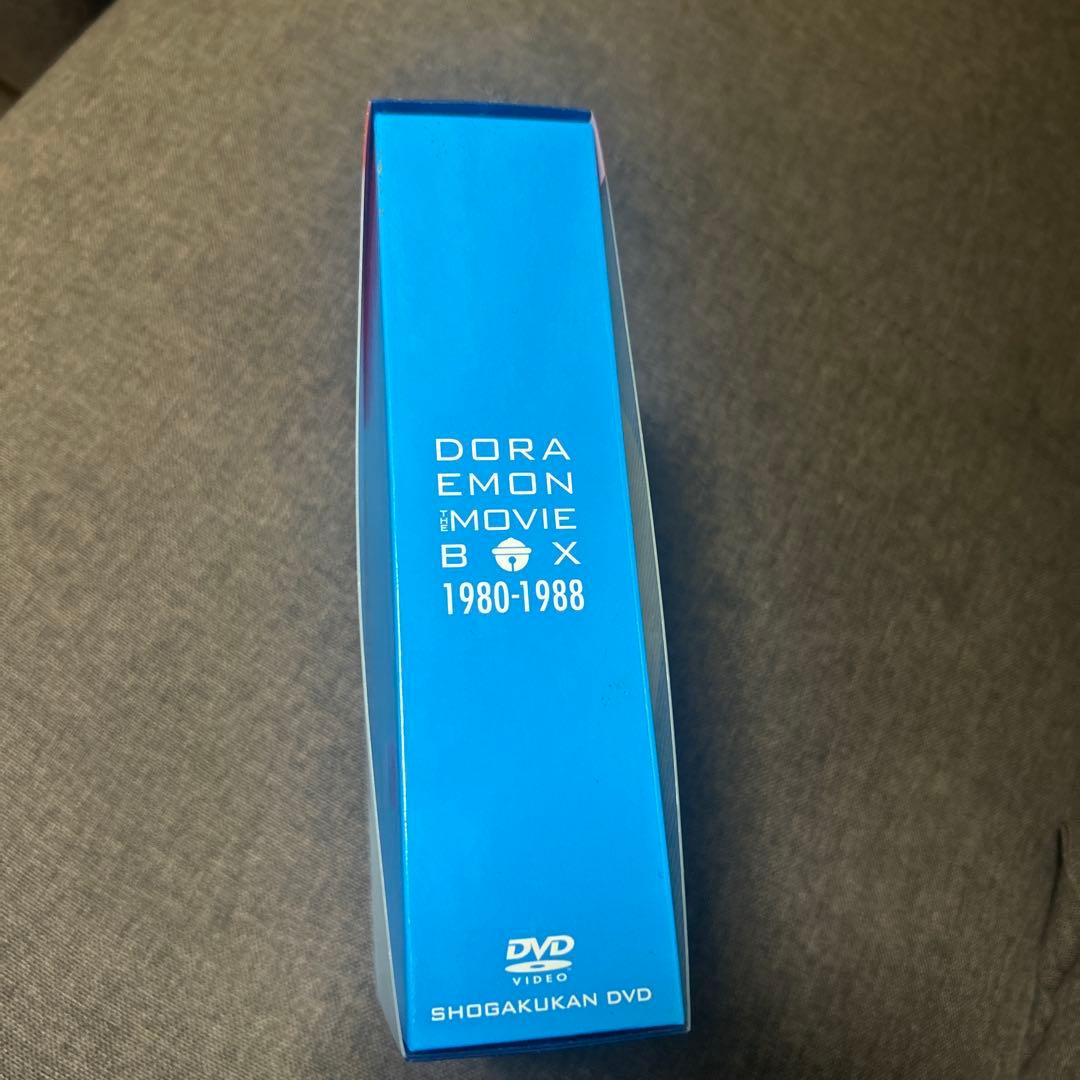 DORA
EMON
THE MOVIE
B X
1980-1988
DVD
VIDEO
SHOGAKUKAN DVD